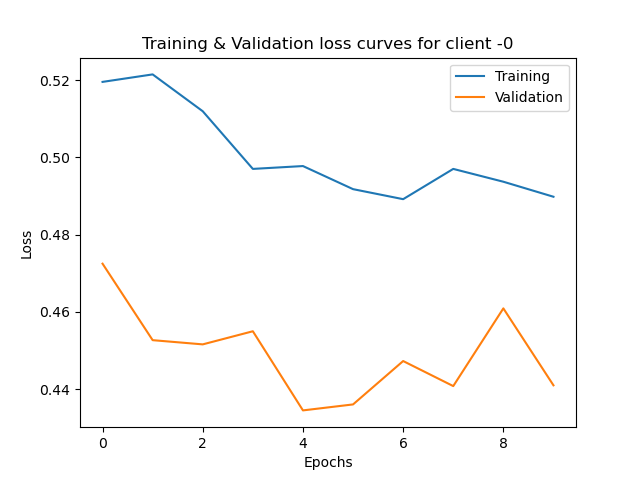 Training & Validation loss curves for client -0
Training
Validation
0.52
0.50
0.48
0.46
0.44
Loss
0
2
4
6
8
Epochs